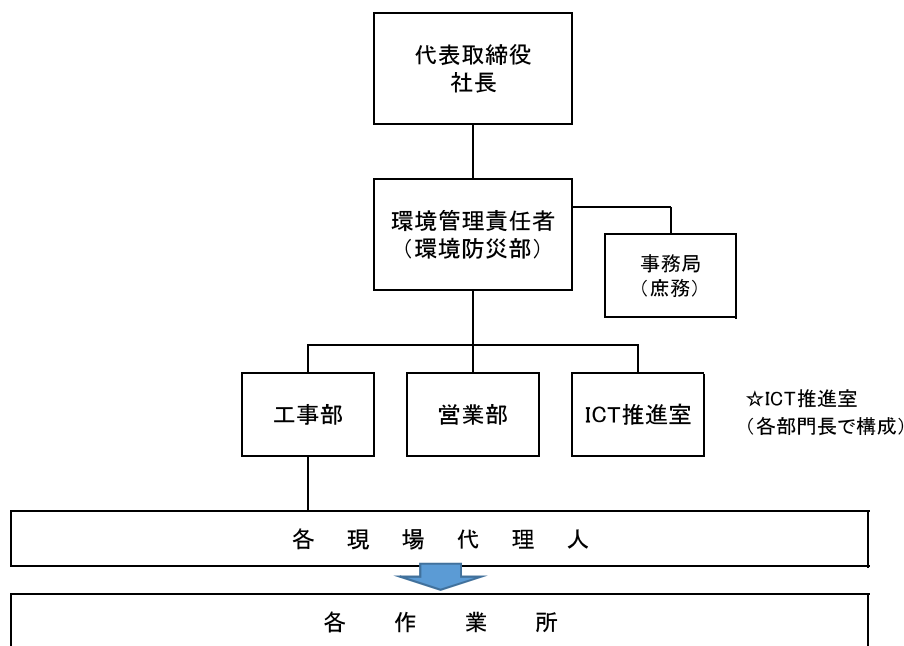 代表取締役
社長
環境管理責任者
（環境防災部）
事務局
（庶務）
工事部
営業部
ICT推進室
☆ICT推進室
（各部門長で構成）
各　現　場　代　理　人
各　作　業　所